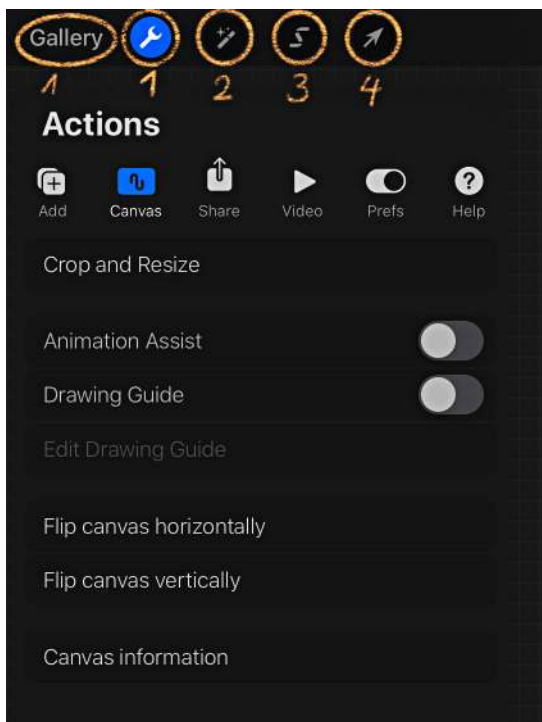 Gallery
1 1 2 3 4
Actions
Add Canvas Share Video Prefs Help
Crop and Resize
Animation Assist
Drawing Guide
Edit Drawing Guide
Flip canvas horizontally
Flip canvas vertically
Canvas information